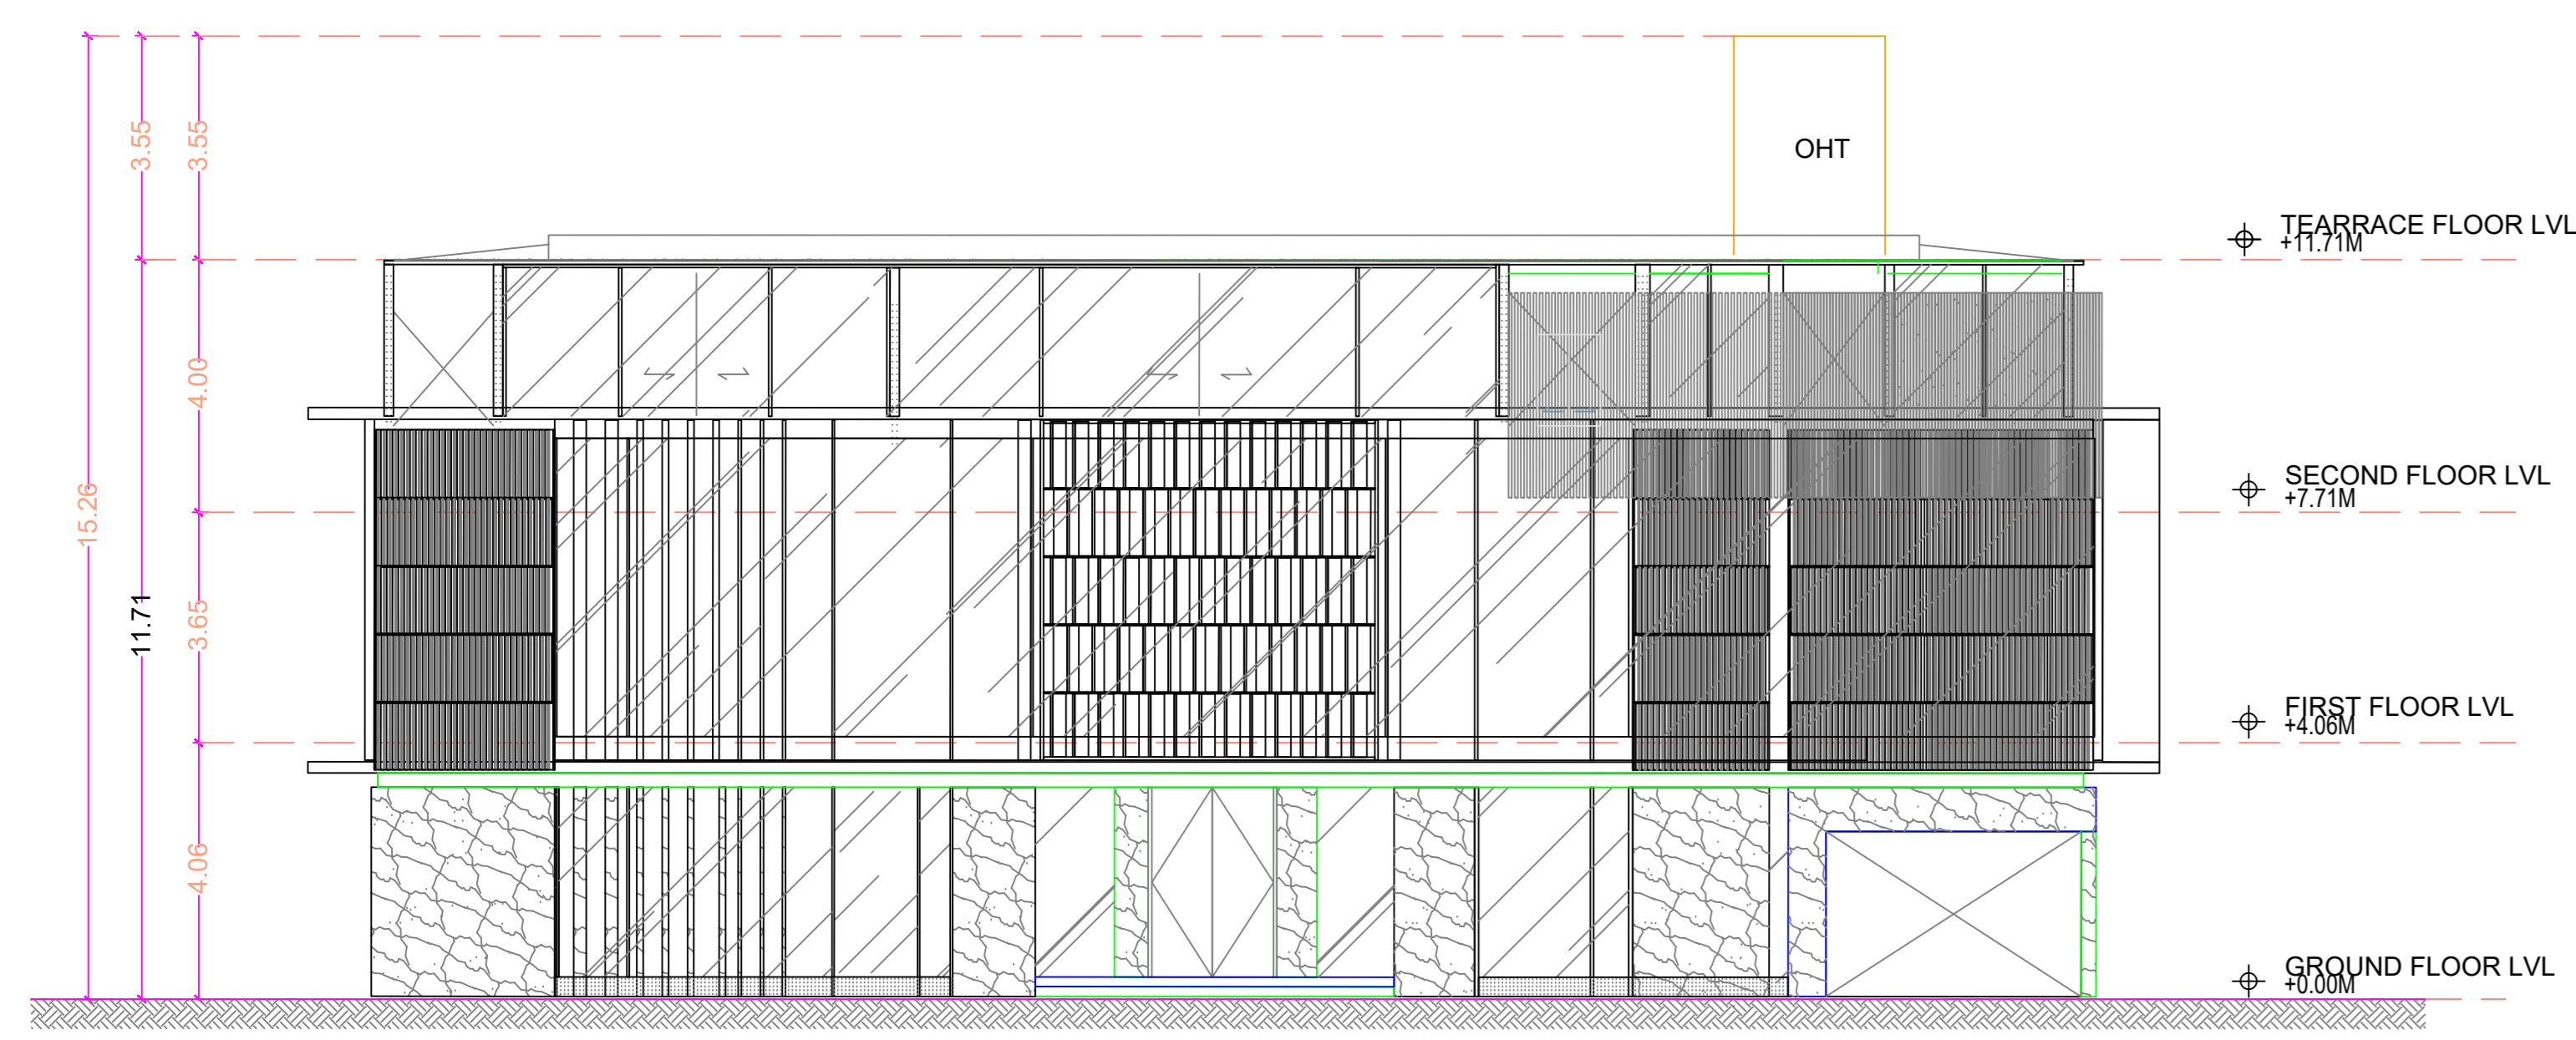 OHT
TEARRACE FLOOR LVL
+11.71M
SECOND FLOOR LVL
+7.71M
FIRST FLOOR LVL
+4.06M
GROUND FLOOR LVL
+0.00M
15.26
3.55
11.71
3.55
4.00
3.65
4.06